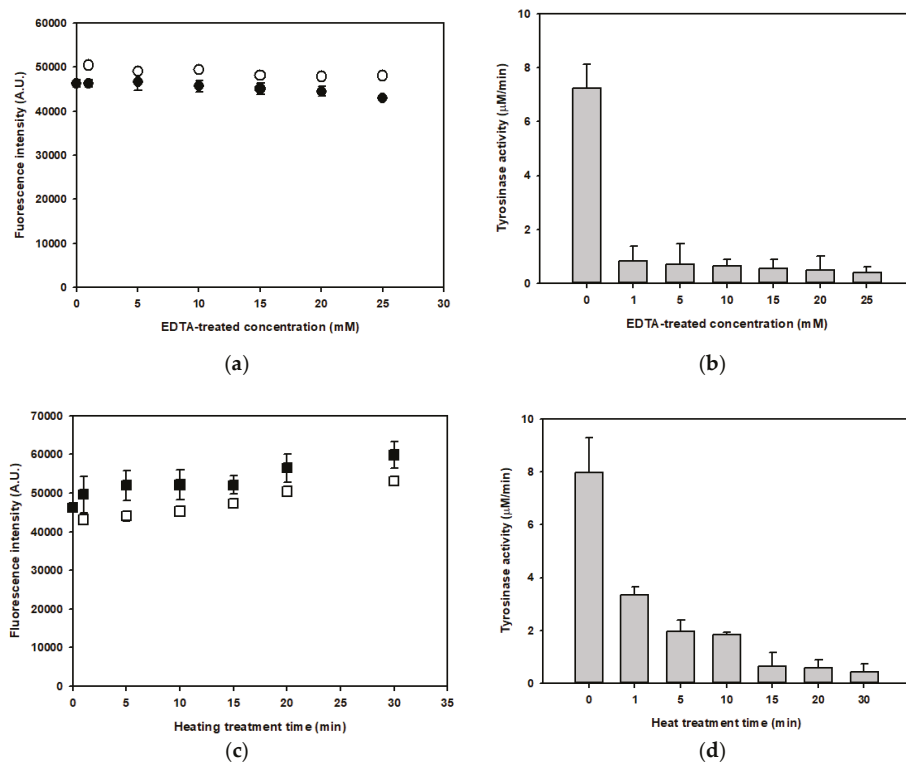 60000
50000
40000
30000
20000
10000
0
Fuorescence intensity (A.U.)
0 5 10 15 20 25 30
EDTA-treated concentration (mM)
(a)
10
8
6
4
2
0
Tyrosinase activity (μM/min)
0 1 5 10 15 20 25
EDTA-treated concentration (mM)
(b)
70000
60000
50000
40000
30000
20000
10000
0
Fluorescence intensity (A.U.)
0 5 10 15 20 25 30 35
Heating treatment time (min)
(c)
10
8
6
4
2
0
Tyrosinase activity (μM/min)
0 1 5 10 15 20 30
Heat treatment time (min)
(d)